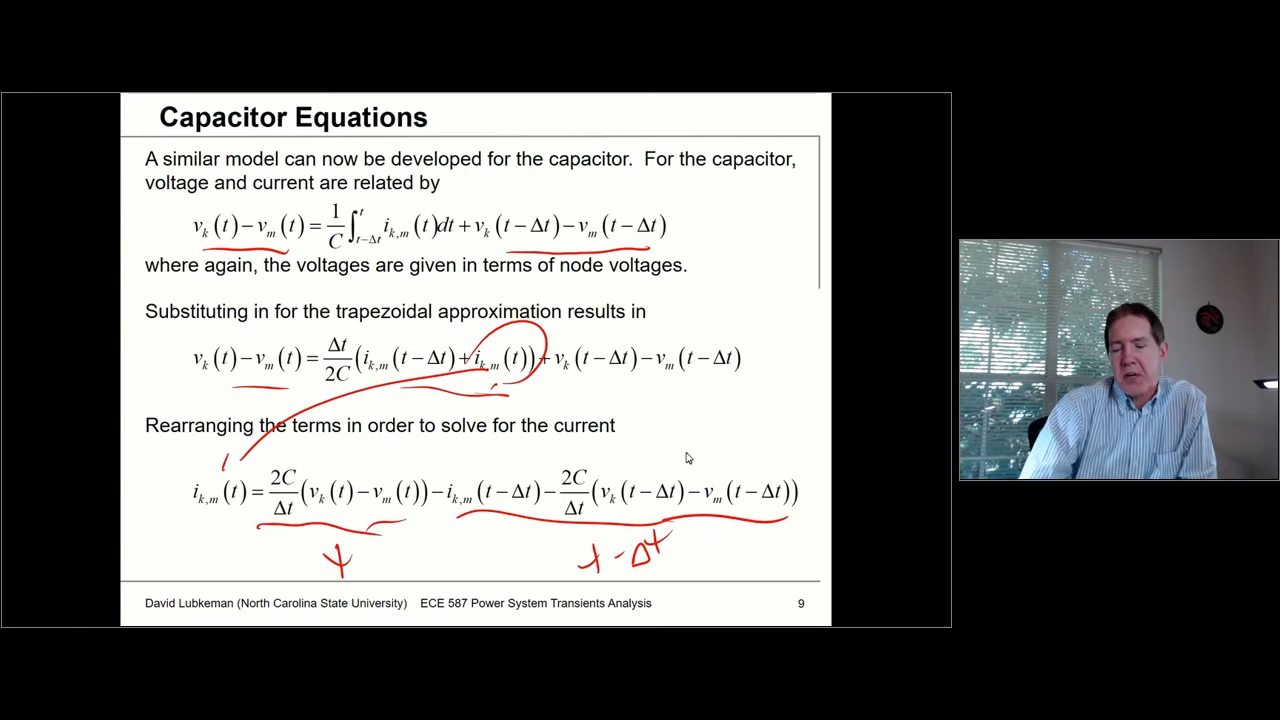 Capacitor Equations
A similar model can now be developed for the capacitor. For the capacitor,
voltage and current are related by
v_k(t) − v_m(t) = 1/C ∫_{t−Δt}^{t} i_{k,m}(t)dt + v_k(t − Δt) − v_m(t − Δt)
where again, the voltages are given in terms of node voltages.
Substituting in for the trapezoidal approximation results in
v_k(t) − v_m(t) = Δt/2C (i_{k,m}(t − Δt) + i_{k,m}(t)) + v_k(t − Δt) − v_m(t − Δt)
Rearranging the terms in order to solve for the current
i_{k,m}(t) = 2C/Δt (v_k(t) − v_m(t)) − i_{k,m}(t − Δt) − 2C/Δt (v_k(t − Δt) − v_m(t − Δt))
t - Δt
David Lubkeman (North Carolina State University) ECE 587 Power System Transients Analysis 9